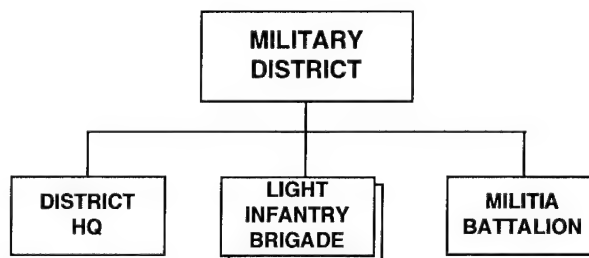 MILITARY
DISTRICT
DISTRICT
HQ
LIGHT
INFANTRY
BRIGADE
MILITIA
BATTALION